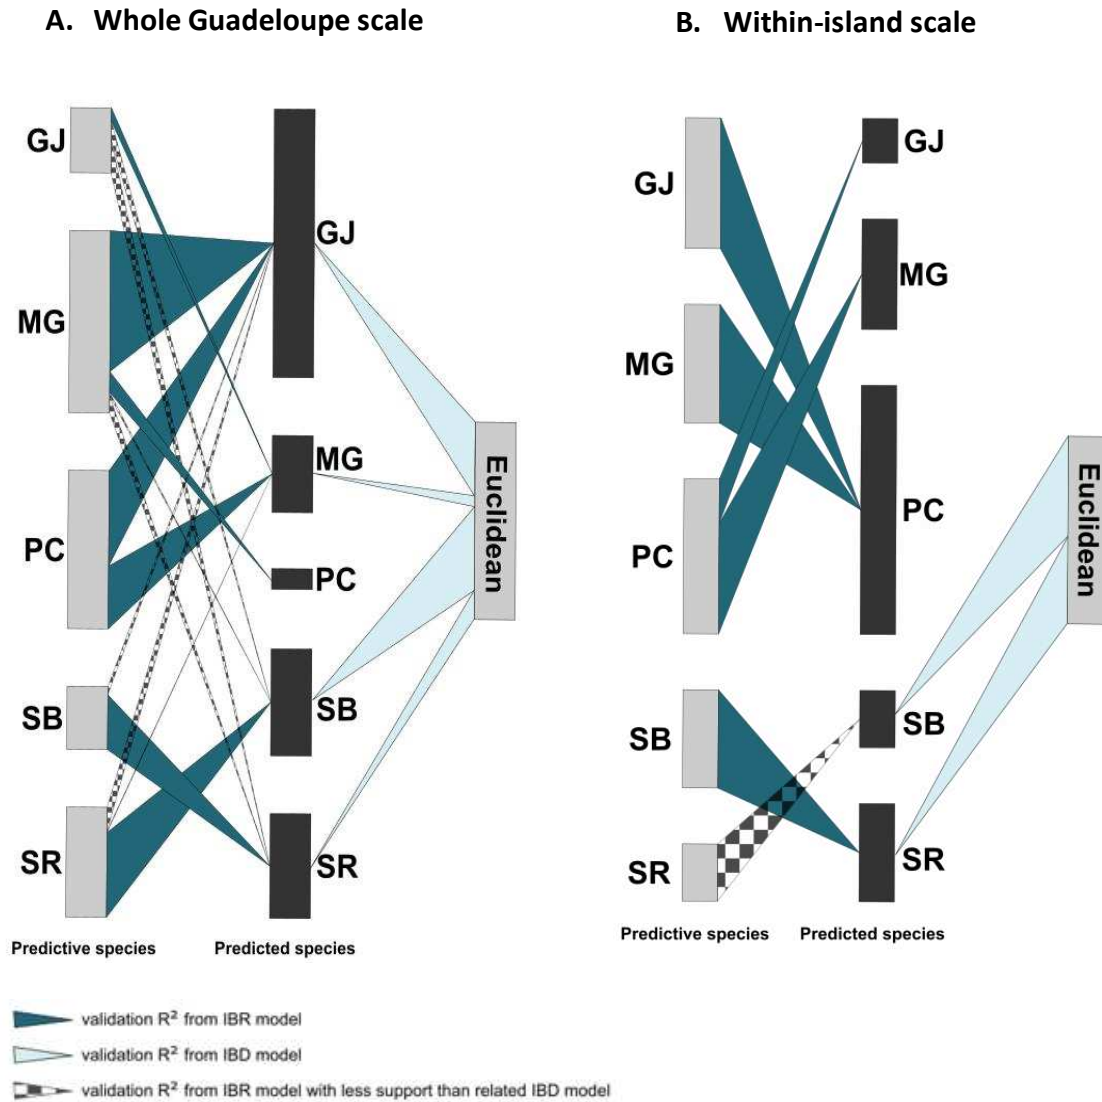 A. Whole Guadeloupe scale
GJ
MG
PC
SB
SR
GJ
MG
PC
SB
SR
Euclidean
Predictive species
Predicted species
B. Within-island scale
GJ
MG
PC
SB
SR
GJ
MG
PC
SB
SR
Euclidean
Predictive species
Predicted species
validation R² from IBR model
validation R² from IBD model
validation R² from IBR model with less support than related IBD model